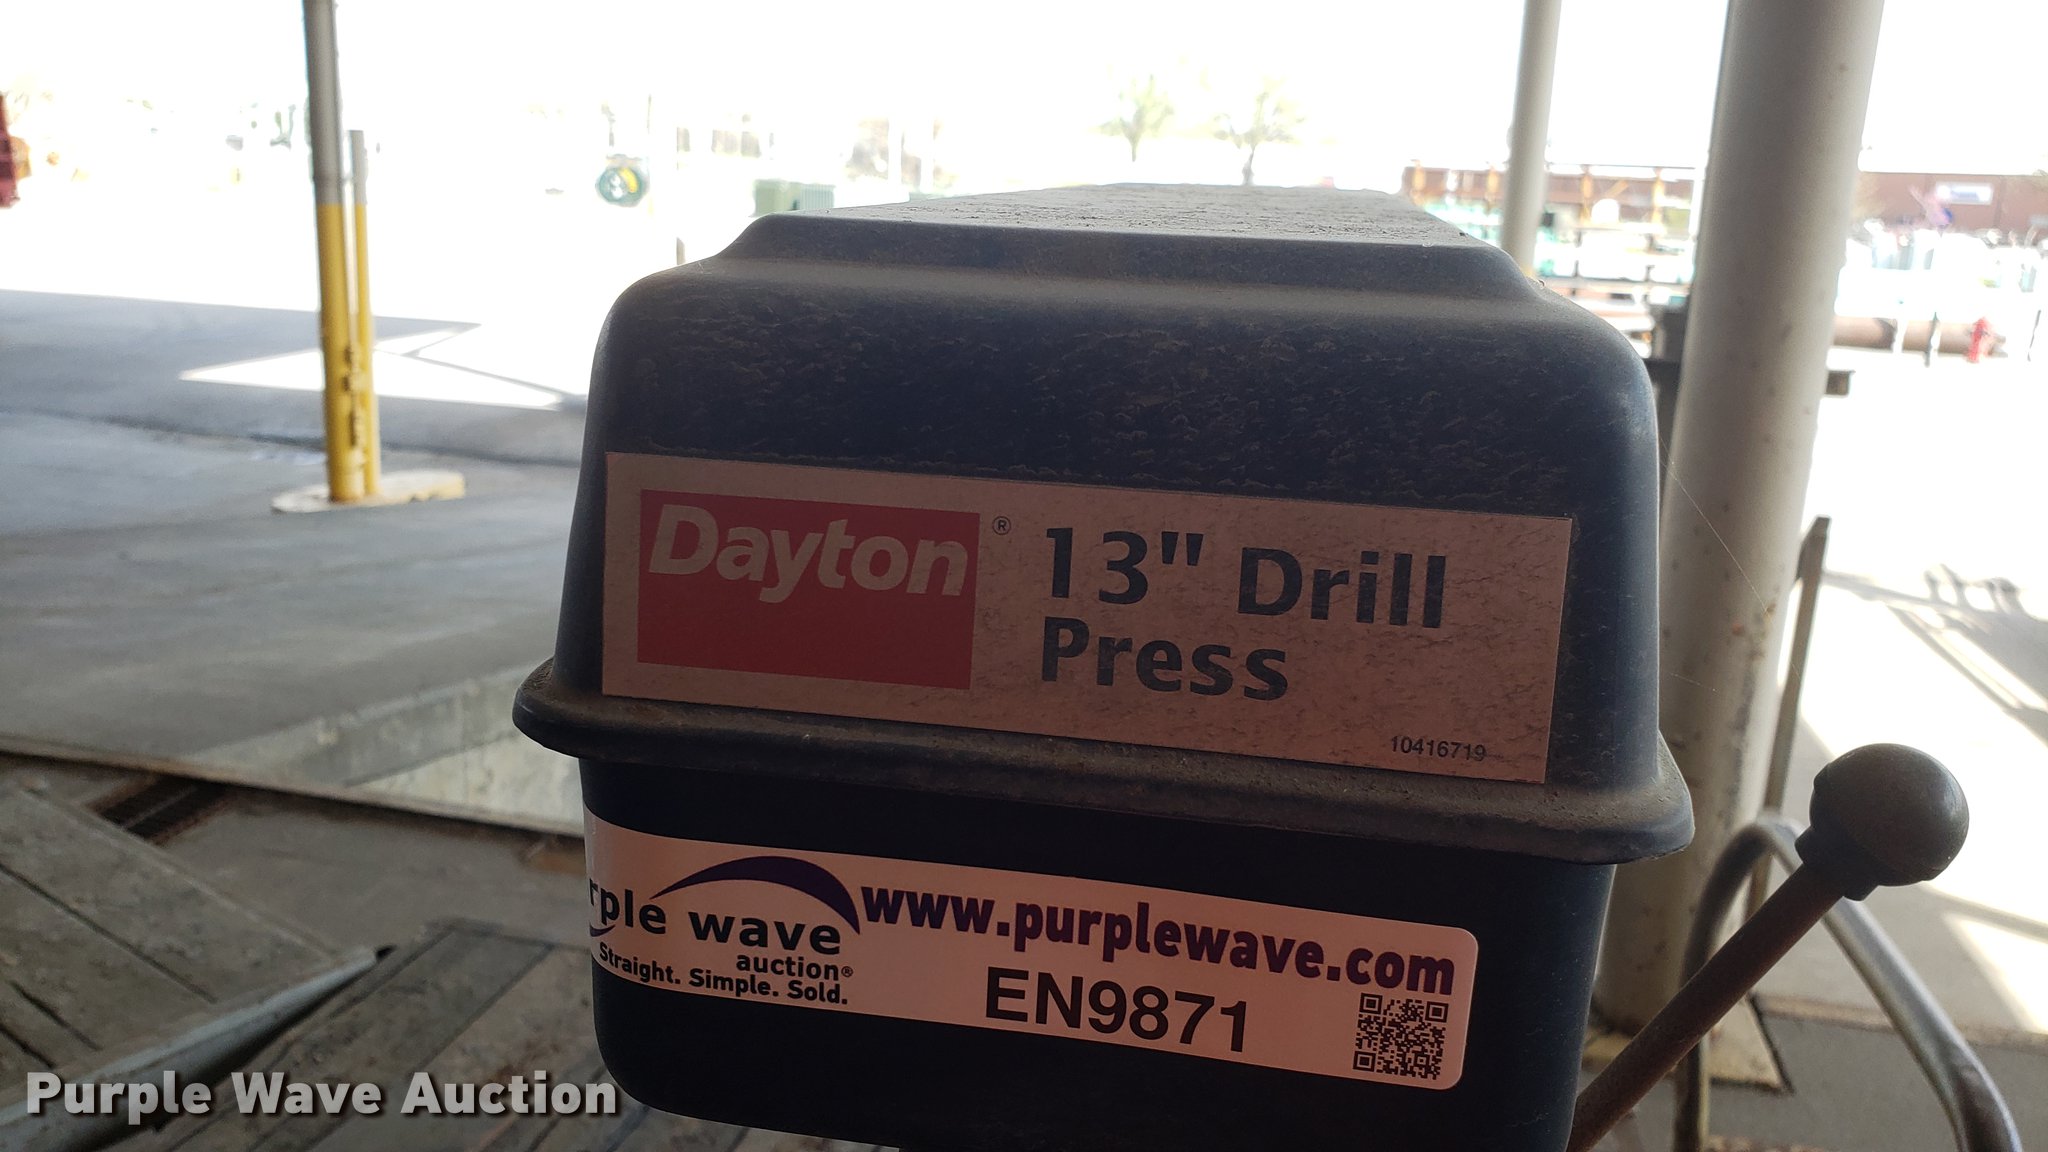 Dayton®
13" Drill
Press
10416719
rple wave
auction®
Straight. Simple. Sold.
www.purplewave.com
EN9871
Purple Wave Auction